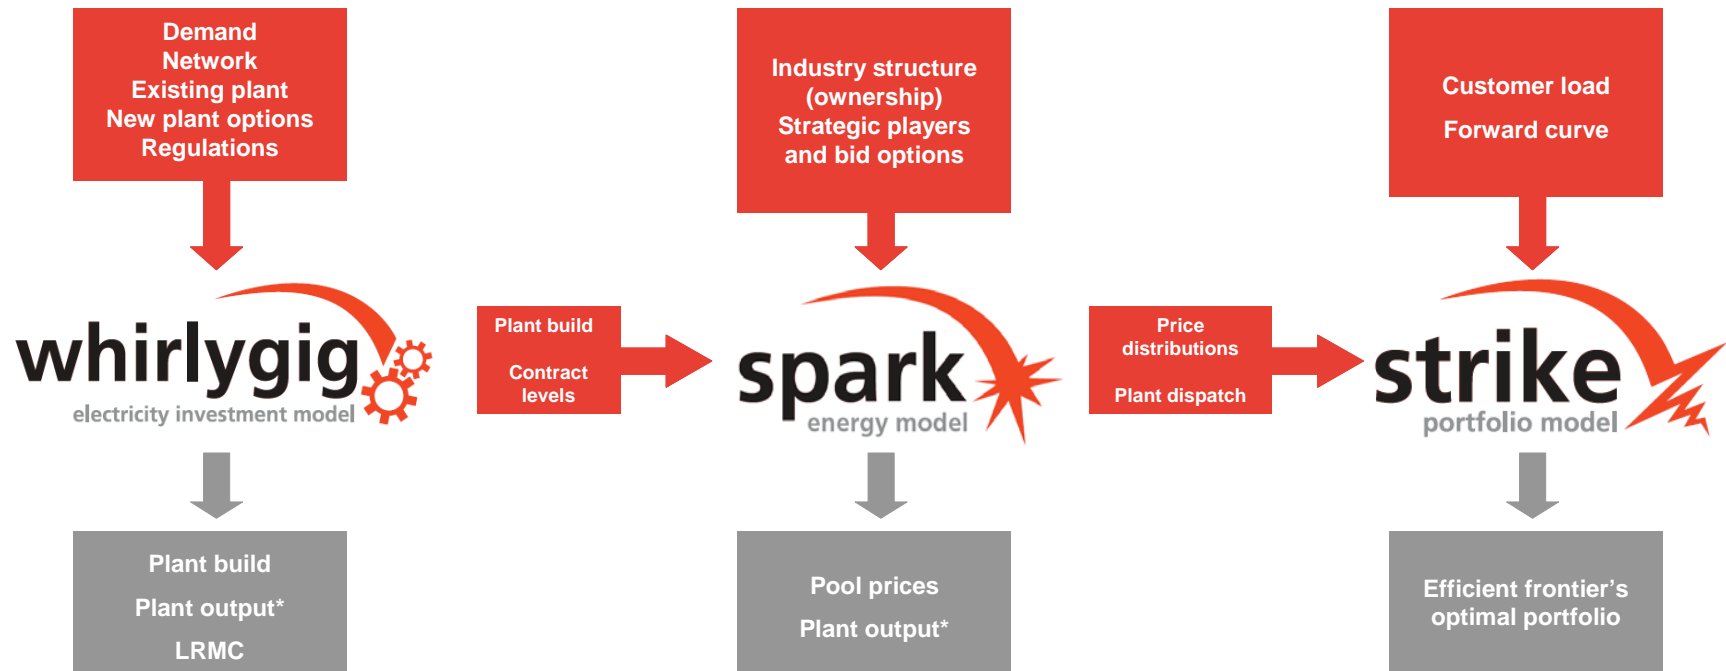 Demand
Network
Existing plant
New plant options
Regulations
Industry structure
(ownership)
Strategic players
and bid options
Customer load
Forward curve
whirlygig
electricity investment model
Plant build
Contract
levels
spark
energy model
Price
distributions
Plant dispatch
strike
portfolio model
Plant build
Plant output*
LRMC
Pool prices
Plant output*
Efficient frontier’s
optimal portfolio